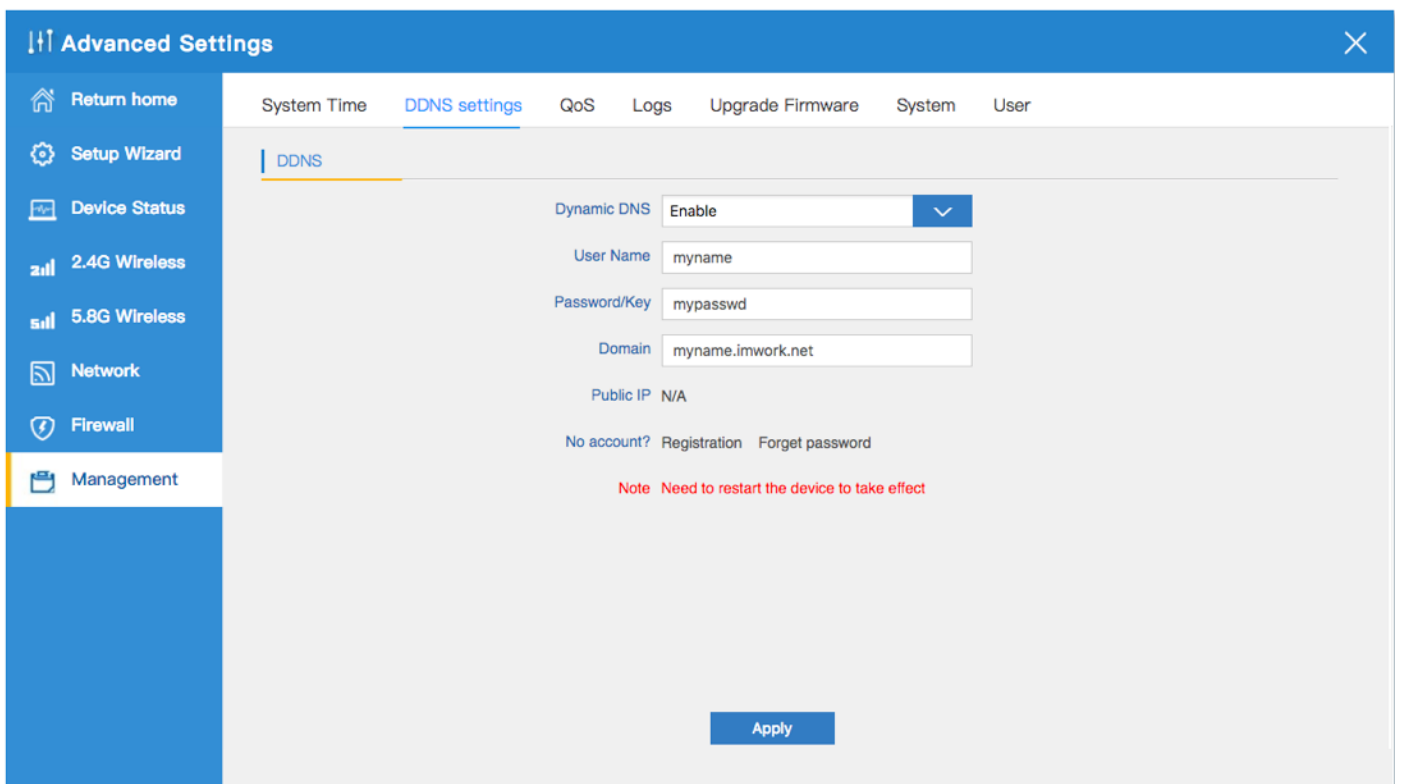 Advanced Settings
Return home
Setup Wizard
Device Status
2.4G Wireless
5.8G Wireless
Network
Firewall
Management
System Time DDNS settings QoS Logs Upgrade Firmware System User
DDNS
Dynamic DNS Enable
User Name myname
Password/Key mypasswd
Domain myname.imwork.net
Public IP N/A
No account? Registration Forget password
Note Need to restart the device to take effect
Apply